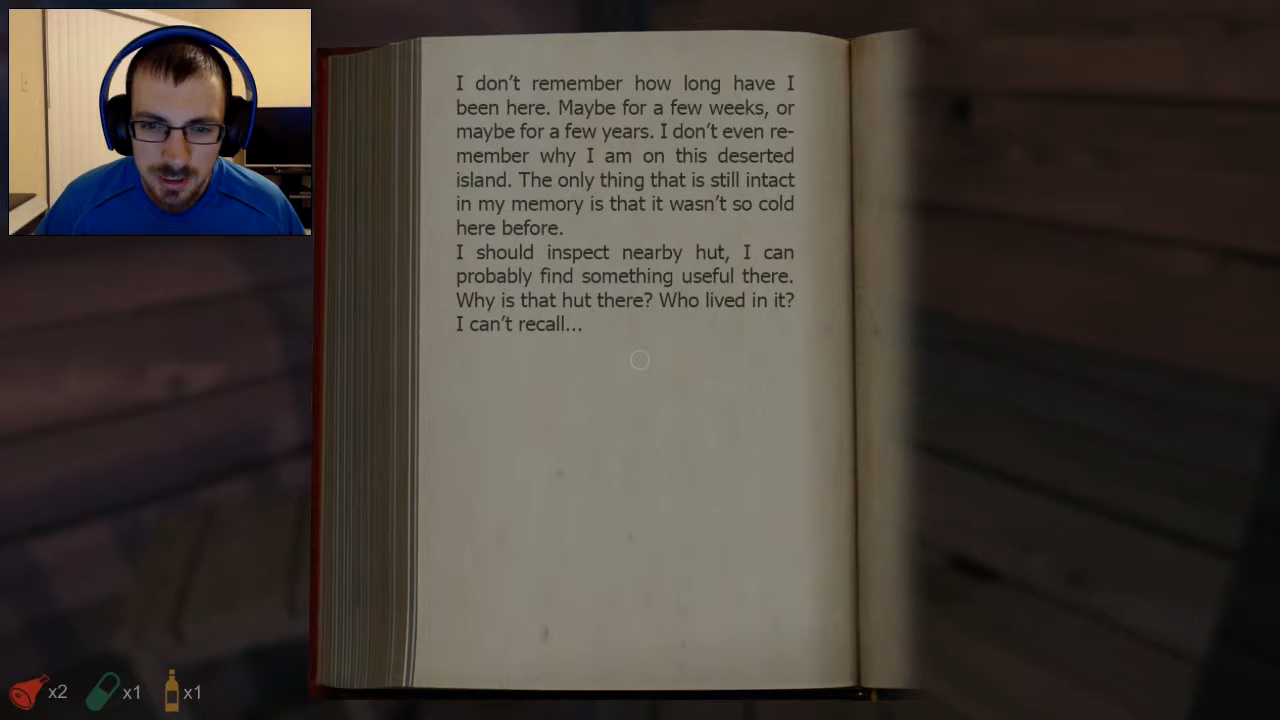 I don't remember how long have I
been here. Maybe for a few weeks, or
maybe for a few years. I don't even re-
member why I am on this deserted
island. The only thing that is still intact
in my memory is that it wasn't so cold
here before.
I should inspect nearby hut, I can
probably find something useful there.
Why is that hut there? Who lived in it?
I can't recall...
x2 x1 x1